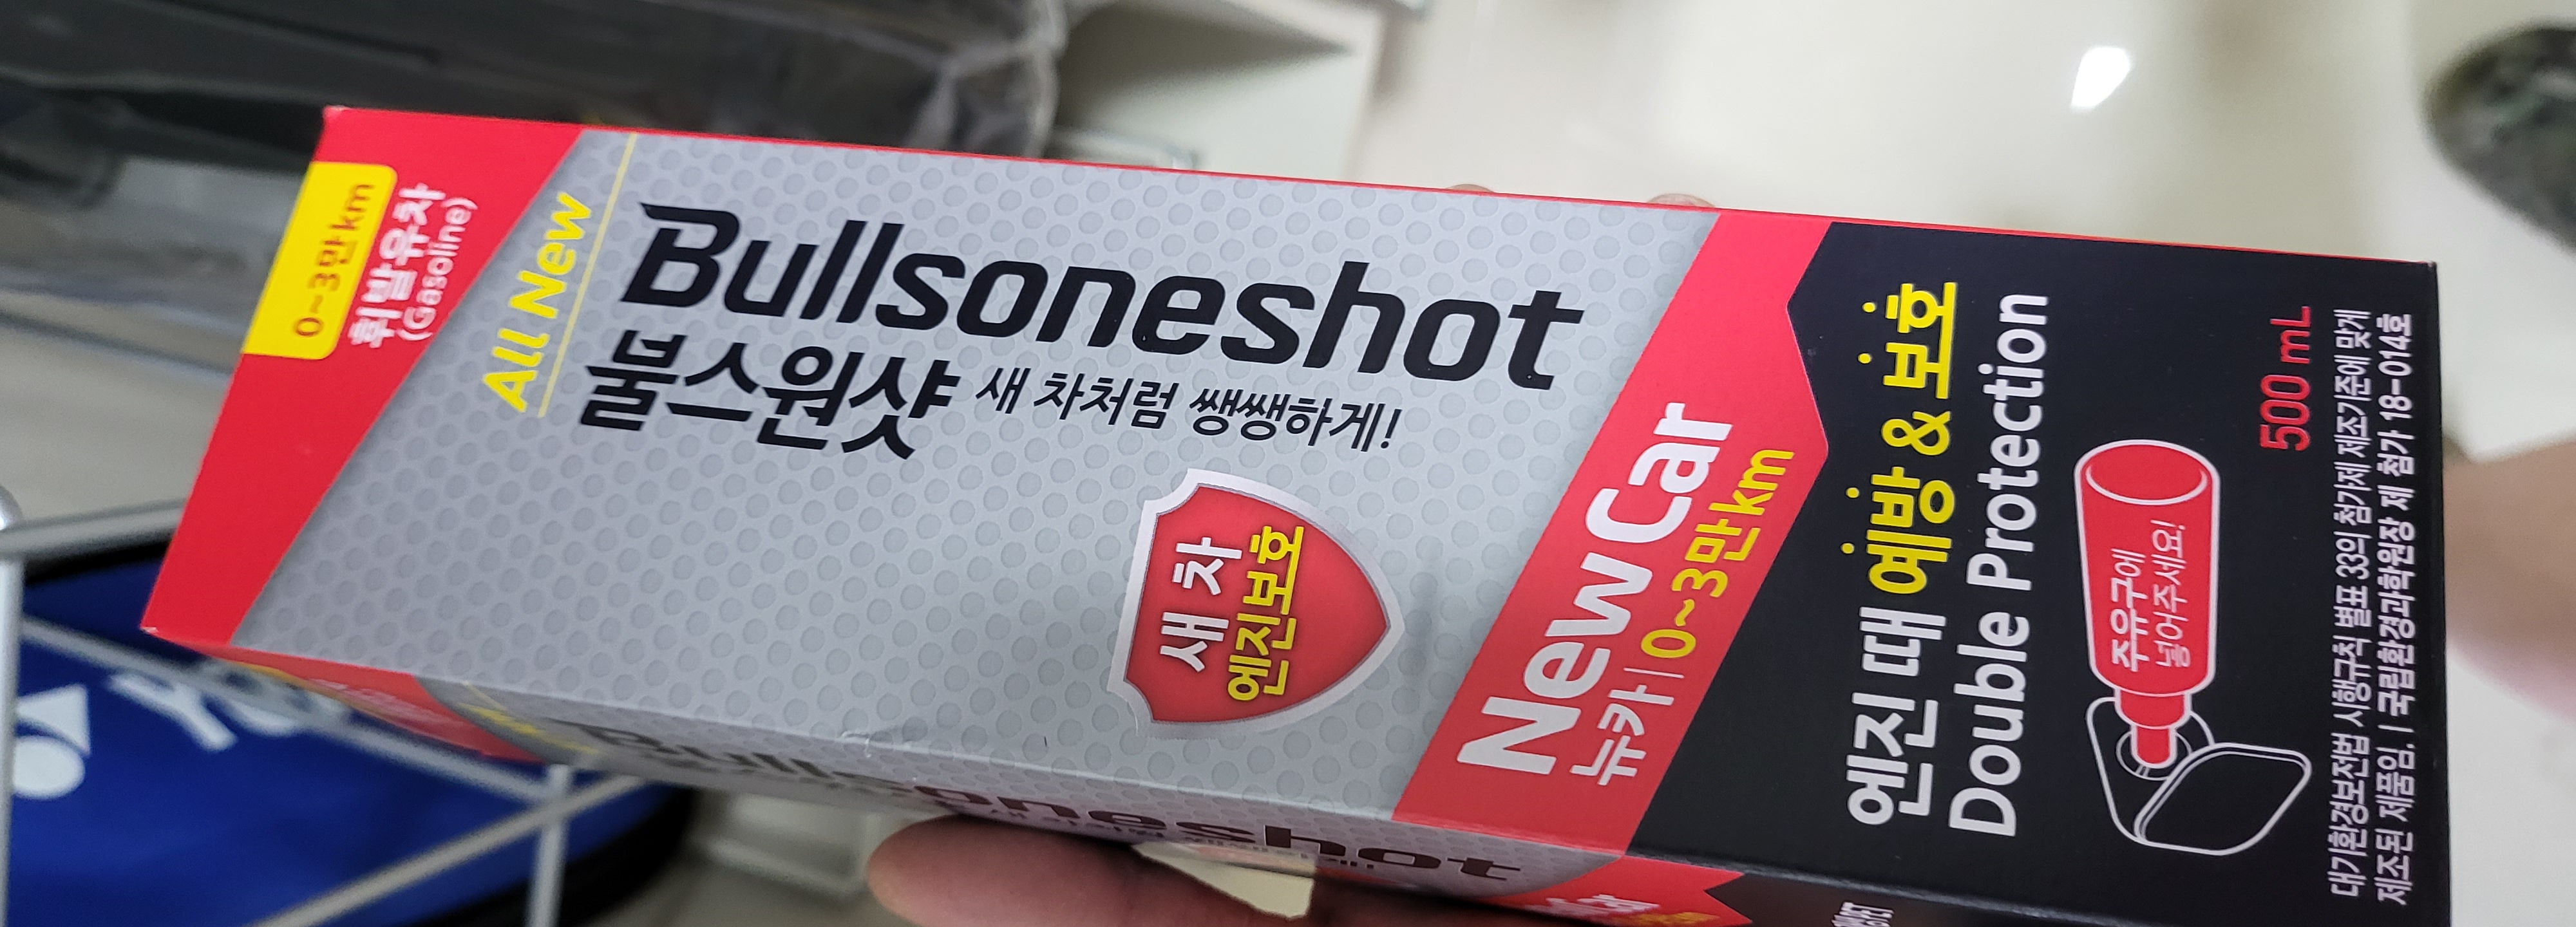 0~3만km
휘발유차
(Gasoline)
All New
Bullsoneshot
불스원샷 새 차처럼 쌩쌩하게!
새 차
엔진보호
New Car
뉴카 | 0~3만km
엔진 때 예방 & 보호
Double Protection
주유구에
넣어주세요!
500 mL
대기환경보전법 시행규칙 별표 33의 첨가제 제조기준에 맞게
제조된 제품임. | 국립환경과학원장 제 첨가 18-014호
Bullsoneshot